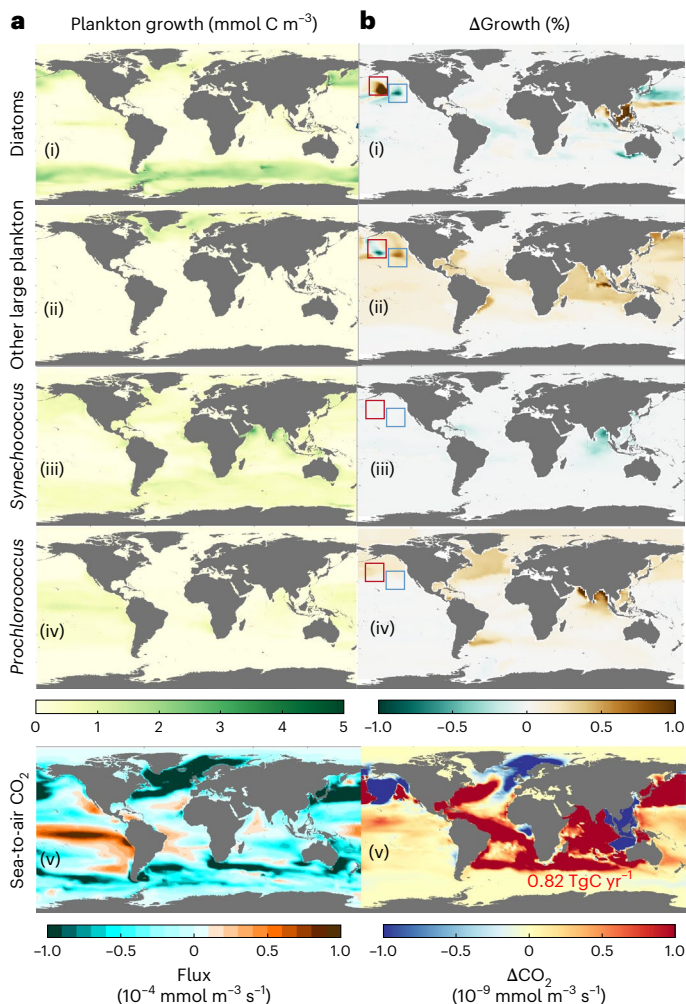 a
Plankton growth (mmol C m⁻³)
b
ΔGrowth (%)
Diatoms
(i)
(i)
Other large plankton
(ii)
(ii)
Synechococcus
(iii)
(iii)
Prochlorococcus
(iv)
(iv)
0 1 2 3 4 5
−1.0 −0.5 0 0.5 1.0
Sea-to-air CO₂
(v)
(v)
0.82 TgC yr⁻¹
−1.0 −0.5 0 0.5 1.0
−1.0 −0.5 0 0.5 1.0
Flux
(10⁻⁴ mmol m⁻³ s⁻¹)
ΔCO₂
(10⁻⁹ mmol m⁻³ s⁻¹)